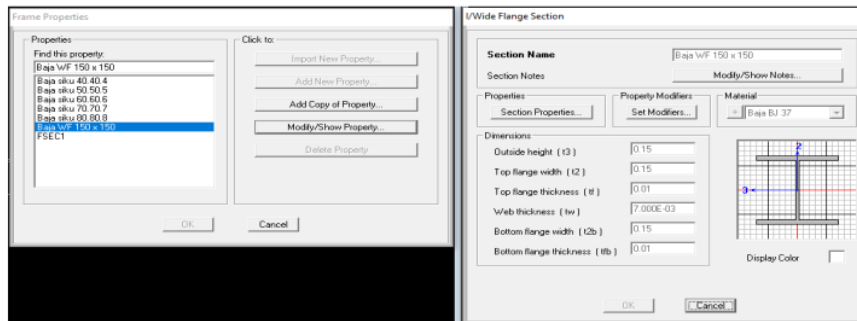 Frame Properties
Properties
Find this property:
Baja WF 150 x 150
Baja siku 40.40.4
Baja siku 50.50.5
Baja siku 60.60.6
Baja siku 70.70.7
Baja siku 80.80.8
Baja WF 150 x 150
FSEC1
Click to:
Import New Property...
Add New Property...
Add Copy of Property...
Modify/Show Property...
Delete Property
OK
Cancel
I/Wide Flange Section
Section Name
Baja WF 150 x 150
Section Notes
Modify/Show Notes...
Properties
Section Properties...
Property Modifiers
Set Modifiers...
Material
+
Baja BJ 37
Dimensions
Outside height ( t3 )
0.15
Top flange width ( t2 )
0.15
Top flange thickness ( tf )
0.01
Web thickness ( tw )
7.000E-03
Bottom flange width ( t2b )
0.15
Bottom flange thickness ( tfb )
0.01
2
3
Display Color
OK
Cancel